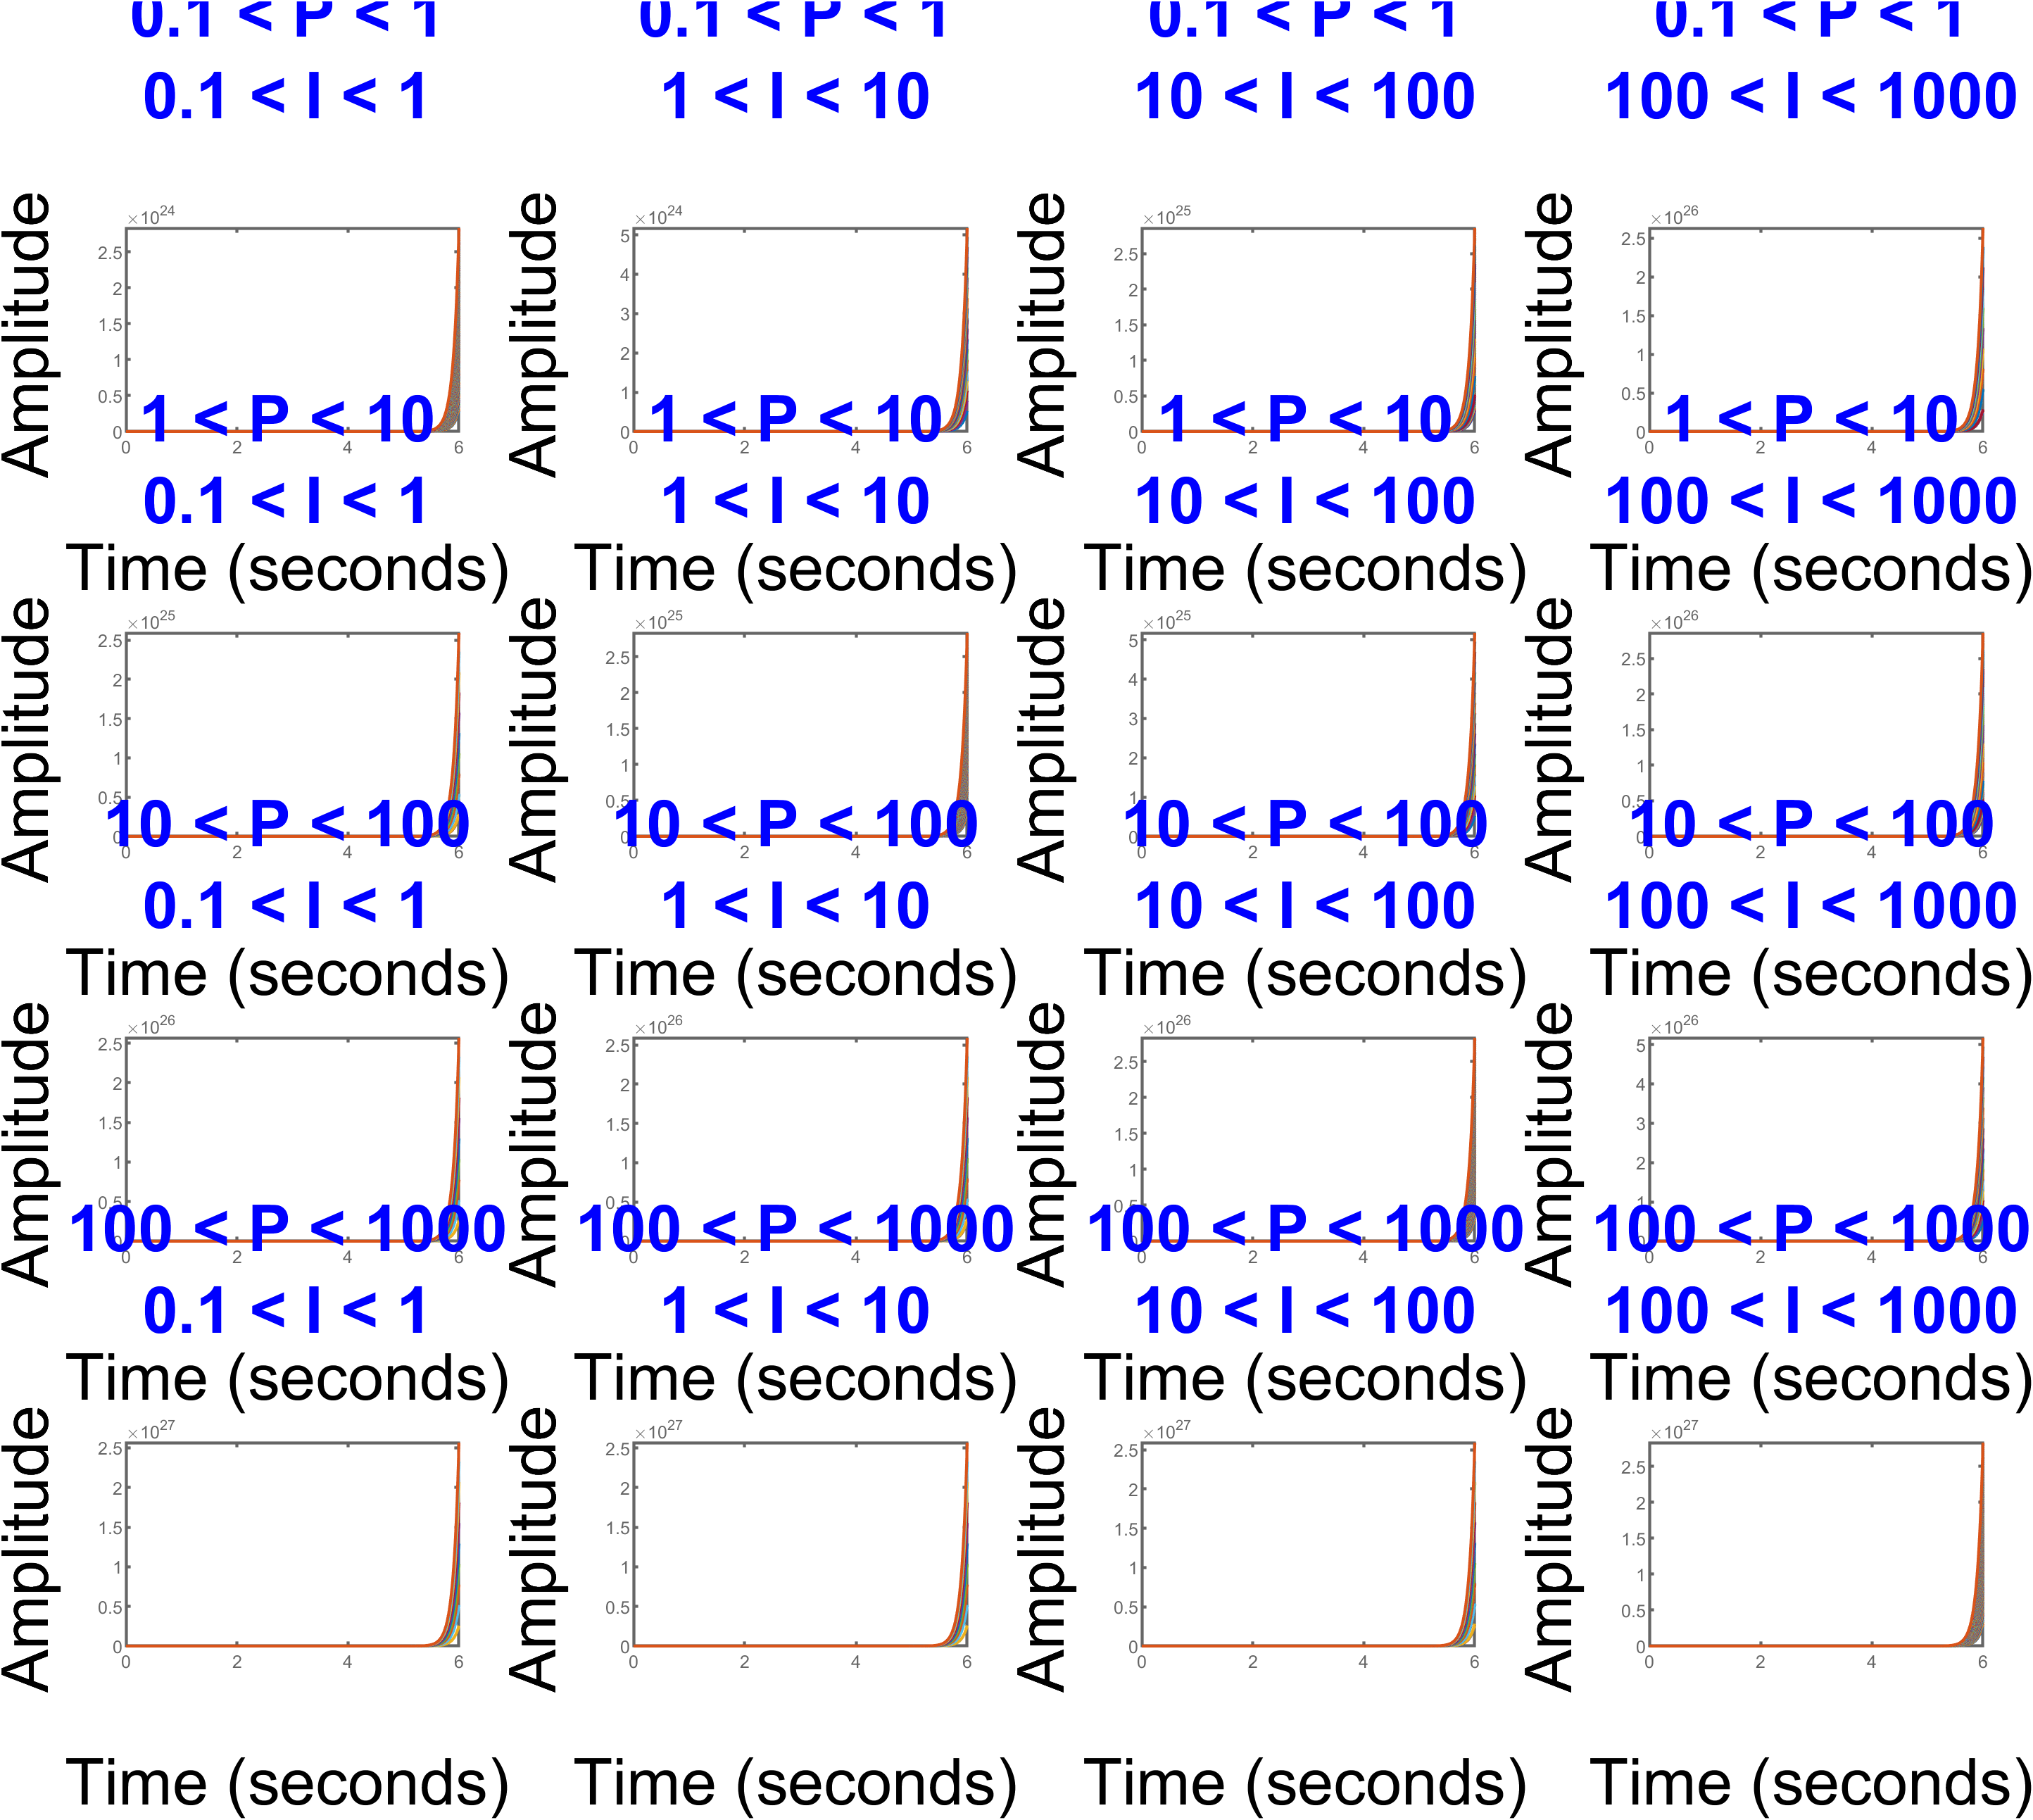 0.1 < P < 1 0.1 < P < 1 0.1 < P < 1 0.1 < P < 1
0.1 < I < 1 1 < I < 10 10 < I < 100 100 < I < 1000
×10^24 ×10^24 ×10^25 ×10^26
Amplitude Amplitude Amplitude Amplitude
2.5 5 2.5 2.5
2 4 2 2
1.5 3 1.5 1.5
1 2 1 1
0.5 1 0.5 0.5
0 0 0 0
0 2 4 6 0 2 4 6 0 2 4 6 0 2 4 6
1 < P < 10 1 < P < 10 1 < P < 10 1 < P < 10
0.1 < I < 1 1 < I < 10 10 < I < 100 100 < I < 1000
Time (seconds) Time (seconds) Time (seconds) Time (seconds)
×10^25 ×10^25 ×10^25 ×10^26
Amplitude Amplitude Amplitude Amplitude
2.5 2.5 5 2.5
2 2 4 2
1.5 1.5 3 1.5
1 1 2 1
0.5 0.5 1 0.5
0 0 0 0
0 2 4 6 0 2 4 6 0 2 4 6 0 2 4 6
10 < P < 100 10 < P < 100 10 < P < 100 10 < P < 100
0.1 < I < 1 1 < I < 10 10 < I < 100 100 < I < 1000
Time (seconds) Time (seconds) Time (seconds) Time (seconds)
×10^26 ×10^26 ×10^26 ×10^26
Amplitude Amplitude Amplitude Amplitude
2.5 2.5 2.5 5
2 2 2 4
1.5 1.5 1.5 3
1 1 1 2
0.5 0.5 0.5 1
0 0 0 0
0 2 4 6 0 2 4 6 0 2 4 6 0 2 4 6
100 < P < 1000 100 < P < 1000 100 < P < 1000 100 < P < 1000
0.1 < I < 1 1 < I < 10 10 < I < 100 100 < I < 1000
Time (seconds) Time (seconds) Time (seconds) Time (seconds)
×10^27 ×10^27 ×10^27 ×10^27
Amplitude Amplitude Amplitude Amplitude
2.5 2.5 2.5 2.5
2 2 2 2
1.5 1.5 1.5 1.5
1 1 1 1
0.5 0.5 0.5 0.5
0 0 0 0
0 2 4 6 0 2 4 6 0 2 4 6 0 2 4 6
Time (seconds) Time (seconds) Time (seconds) Time (seconds)